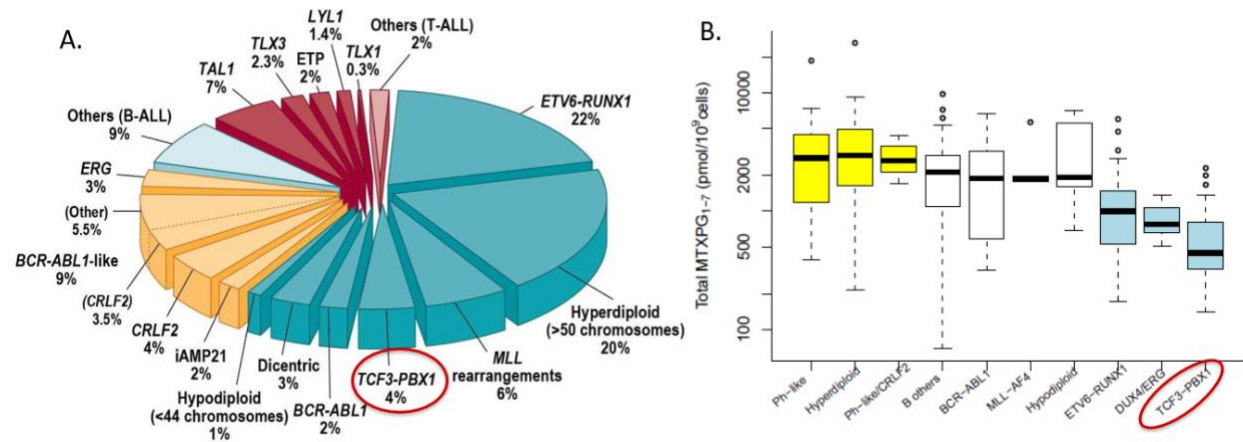 A.
LYL1
1.4%
Others (T-ALL)
2%
TLX3
2.3%
ETP
2%
TLX1
0.3%
TAL1
7%
ETV6-RUNX1
22%
Others (B-ALL)
9%
ERG
3%
(Other)
5.5%
BCR-ABL1-like
9%
(CRLF2)
3.5%
CRLF2
4%
iAMP21
2%
Hypodiploid
(<44 chromosomes)
1%
Dicentric
3%
BCR-ABL1
2%
TCF3-PBX1
4%
MLL
rearrangements
6%
Hyperdiploid
(>50 chromosomes)
20%
B.
Total MTXPG1-7 (pmol/10⁹cells)
10000
2000
500
100
Ph-like
Hyperdiploid
Ph-like/CRLF2
B others
BCR-ABL1
MLL-AF4
Hypodiploid
ETV6-RUNX1
DUX4/ERG
TCF3-PBX1